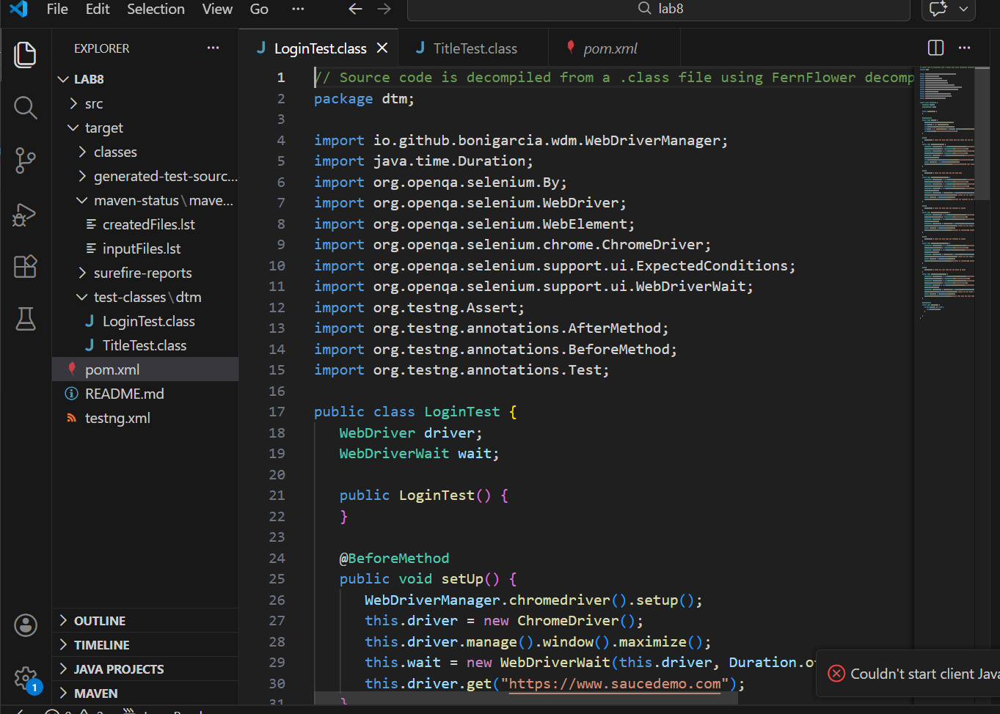 File Edit Selection View Go ··· lab8
EXPLORER ···
LAB8
src
target
classes
generated-test-sourc...
maven-status\mave...
createdFiles.lst
inputFiles.lst
surefire-reports
test-classes\dtm
LoginTest.class
TitleTest.class
pom.xml
README.md
testng.xml
OUTLINE
TIMELINE
JAVA PROJECTS
MAVEN
1
LoginTest.class TitleTest.class pom.xml
1 // Source code is decompiled from a .class file using FernFlower decomp
2 package dtm;
3
4 import io.github.bonigarcia.wdm.WebDriverManager;
5 import java.time.Duration;
6 import org.openqa.selenium.By;
7 import org.openqa.selenium.WebDriver;
8 import org.openqa.selenium.WebElement;
9 import org.openqa.selenium.chrome.ChromeDriver;
10 import org.openqa.selenium.support.ui.ExpectedConditions;
11 import org.openqa.selenium.support.ui.WebDriverWait;
12 import org.testng.Assert;
13 import org.testng.annotations.AfterMethod;
14 import org.testng.annotations.BeforeMethod;
15 import org.testng.annotations.Test;
16
17 public class LoginTest {
18 WebDriver driver;
19 WebDriverWait wait;
20
21 public LoginTest() {
22 }
23
24 @BeforeMethod
25 public void setUp() {
26 WebDriverManager.chromedriver().setup();
27 this.driver = new ChromeDriver();
28 this.driver.manage().window().maximize();
29 this.wait = new WebDriverWait(this.driver, Duration.of
30 this.driver.get("https://www.saucedemo.com");
31 }
Couldn't start client Java